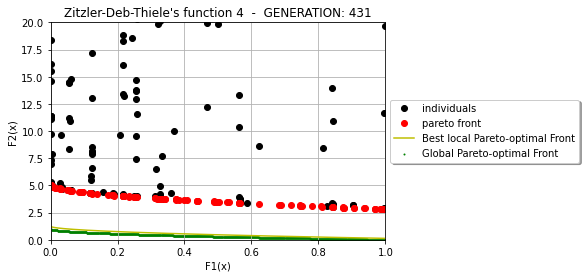 Zitzler-Deb-Thiele's function 4 - GENERATION: 431
20.0
17.5
15.0
12.5
10.0
7.5
5.0
2.5
0.0
F2(x)
0.0 0.2 0.4 0.6 0.8 1.0
F1(x)
individuals
pareto front
Best local Pareto-optimal Front
Global Pareto-optimal Front